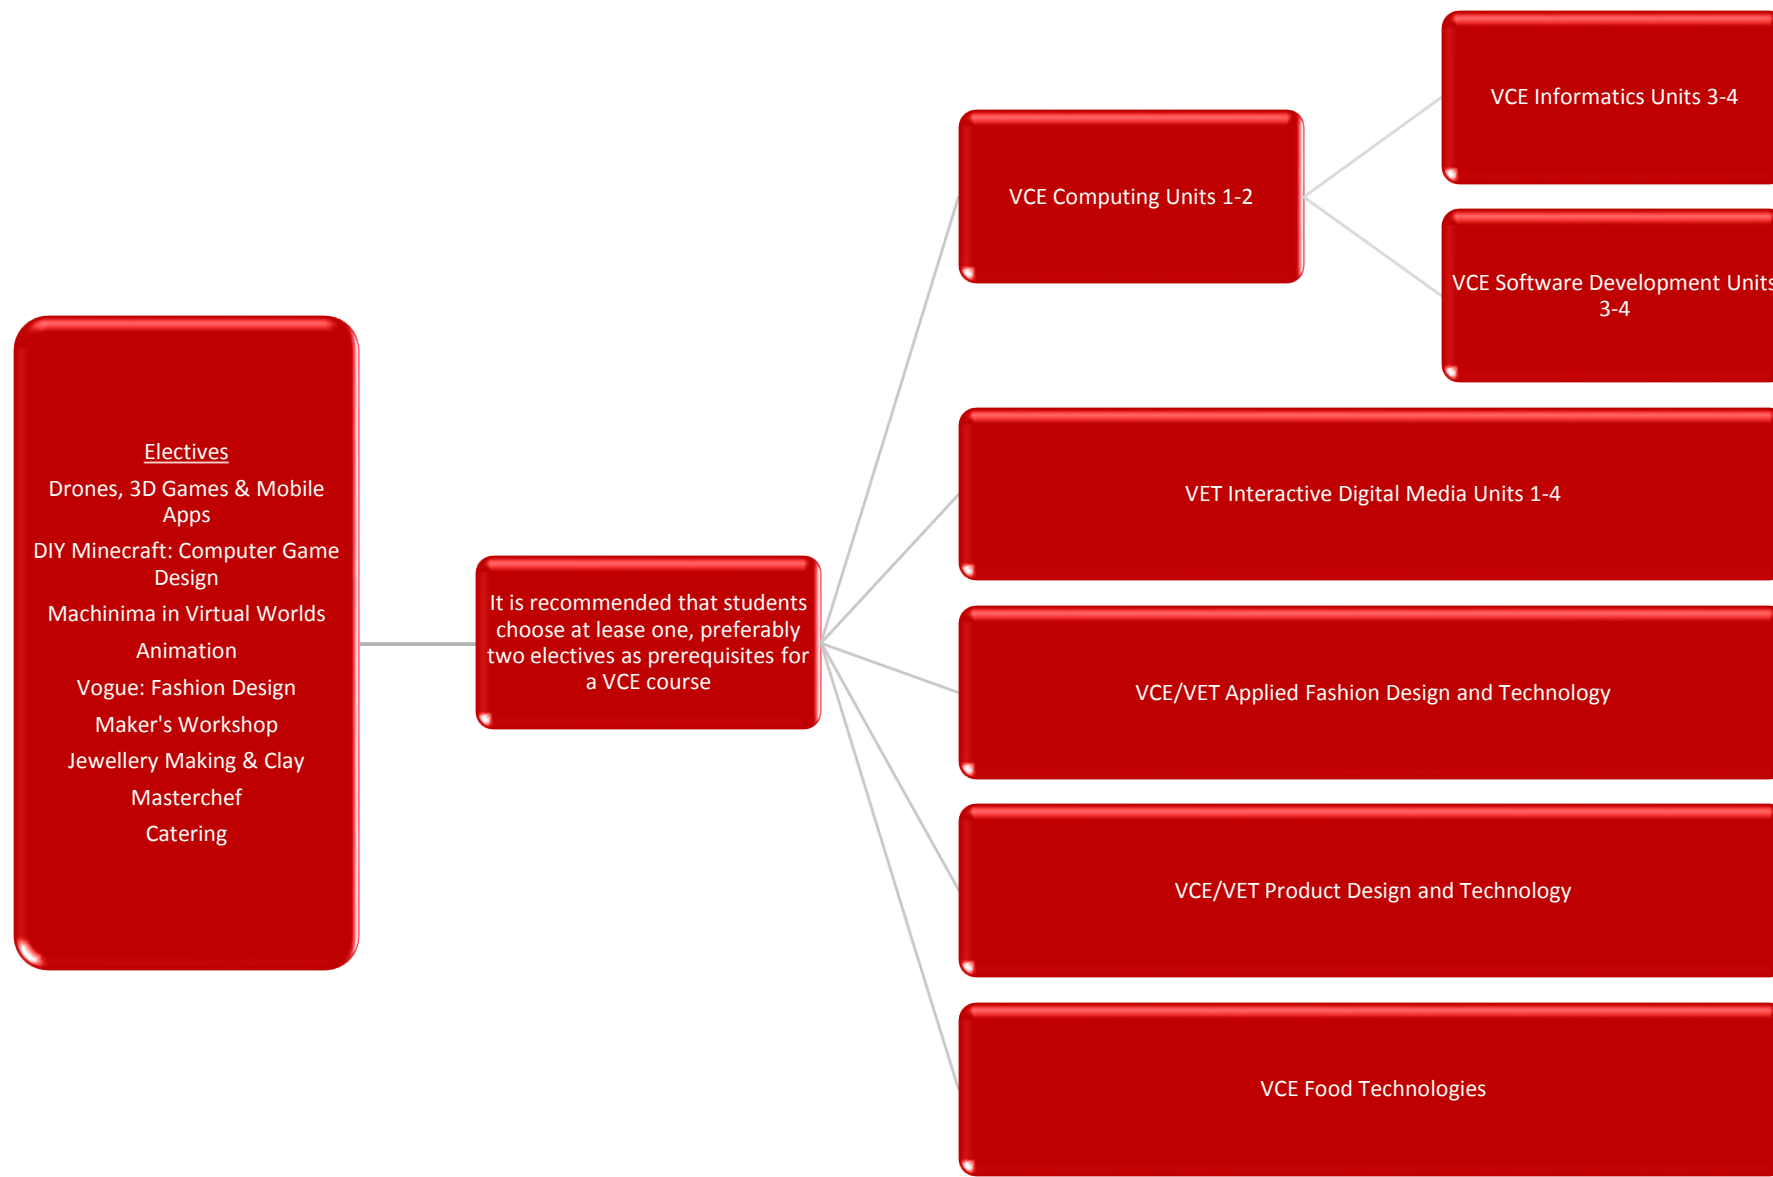 Electives
Drones, 3D Games & Mobile
Apps
DIY Minecraft: Computer Game
Design
Machinima in Virtual Worlds
Animation
Vogue: Fashion Design
Maker's Workshop
Jewellery Making & Clay
Masterchef
Catering
It is recommended that students
choose at lease one, preferably
two electives as prerequisites for
a VCE course
VCE Computing Units 1-2
VCE Informatics Units 3-4
VCE Software Development Units
3-4
VET Interactive Digital Media Units 1-4
VCE/VET Applied Fashion Design and Technology
VCE/VET Product Design and Technology
VCE Food Technologies